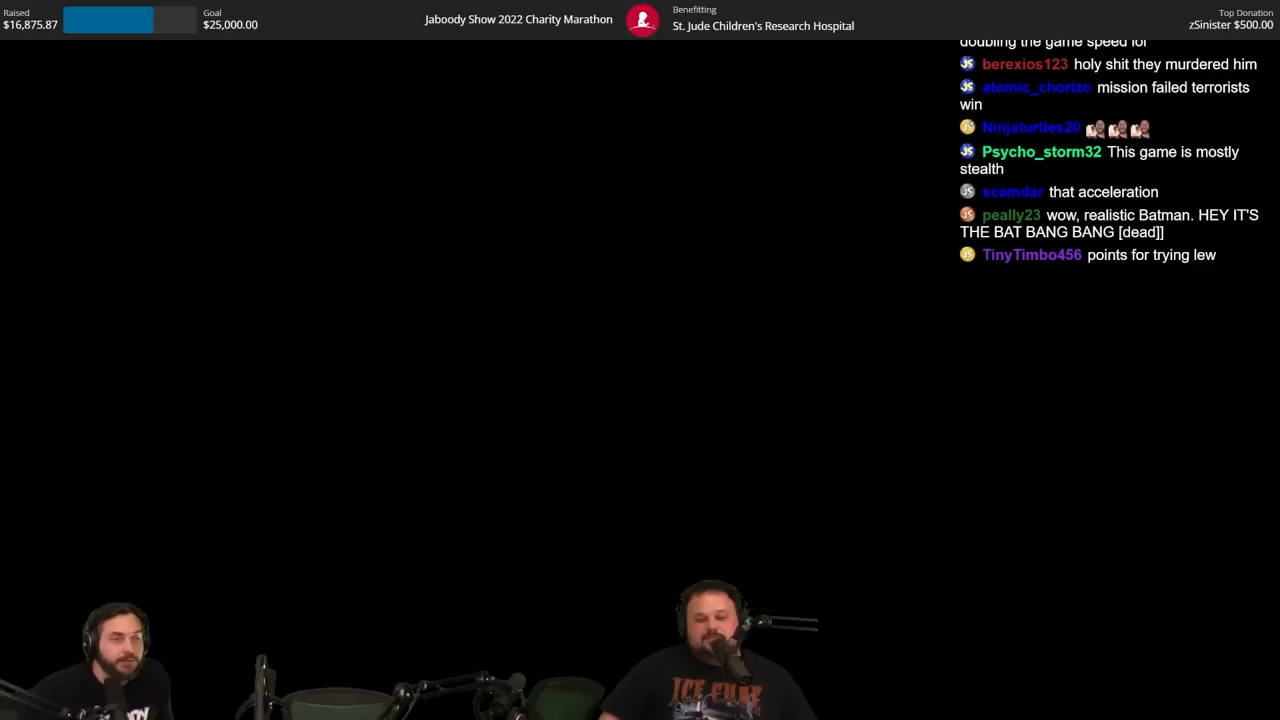 Raised
$16,875.87
Goal
$25,000.00
Jaboody Show 2022 Charity Marathon
Benefitting
St. Jude Children's Research Hospital
Top Donation
zSinister $500.00
doubling the game speed for
berexios123 holy shit they murdered him
atomic_chorizo mission failed terrorists
win
Ninjaturtles20
Psycho_storm32 This game is mostly
stealth
scamdar that acceleration
peally23 wow, realistic Batman. HEY IT'S
THE BAT BANG BANG [dead]]
TinyTimbo456 points for trying lew
ICE CUBE